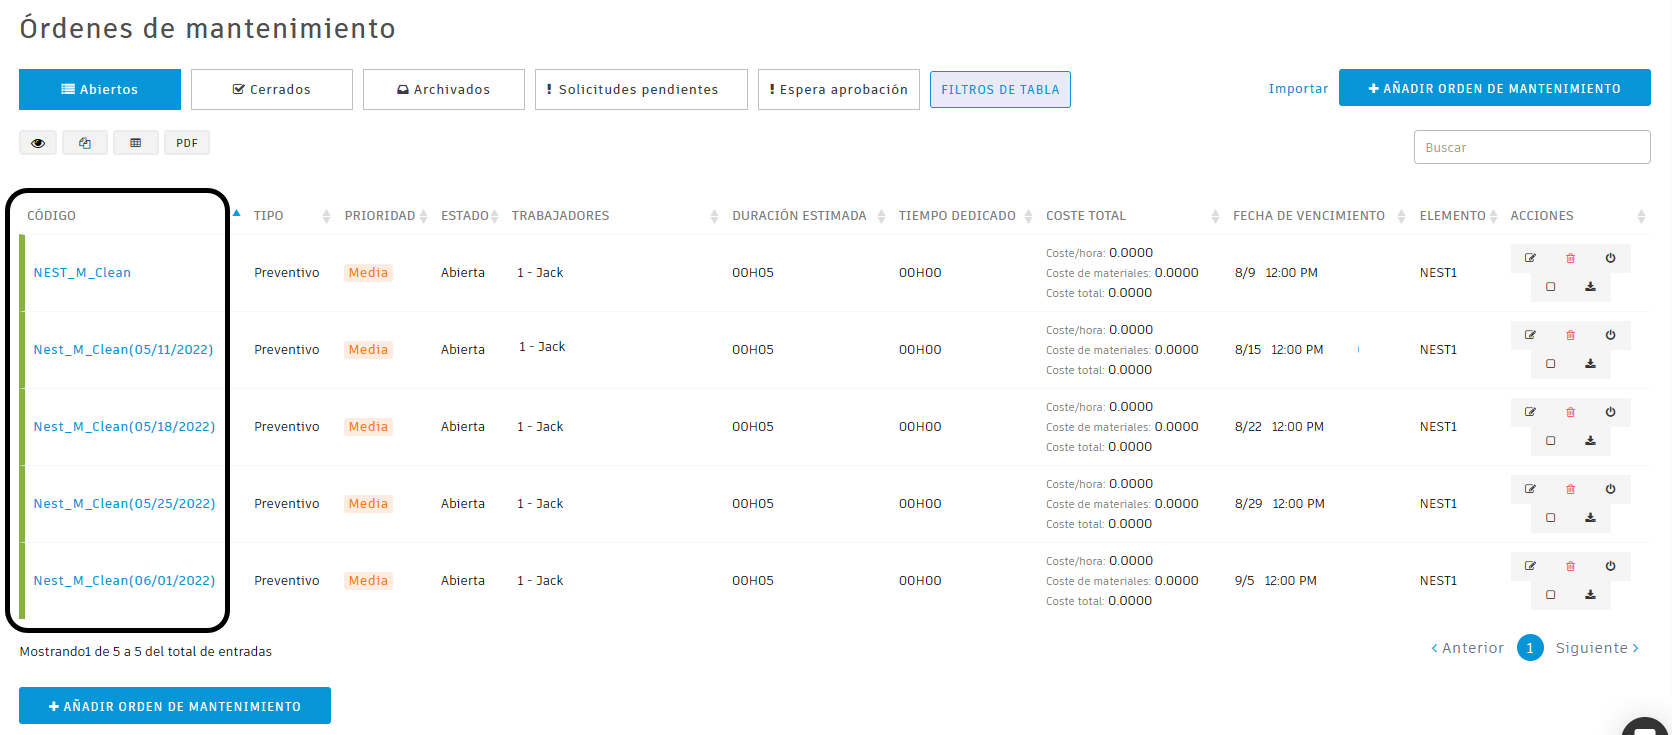 Órdenes de mantenimiento
Abiertos Cerrados Archivados ! Solicitudes pendientes ! Espera aprobación FILTROS DE TABLA Importar + AÑADIR ORDEN DE MANTENIMIENTO
PDF Buscar
CÓDIGO TIPO PRIORIDAD ESTADO TRABAJADORES DURACIÓN ESTIMADA TIEMPO DEDICADO COSTE TOTAL FECHA DE VENCIMIENTO ELEMENTO ACCIONES
Coste/hora: 0.0000
NEST_M_Clean Preventivo Media Abierta 1 - Jack 00H05 00H00 Coste de materiales: 0.0000 8/9 12:00 PM NEST1
Coste total: 0.0000
Coste/hora: 0.0000
Nest_M_Clean(05/11/2022) Preventivo Media Abierta 1 - Jack 00H05 00H00 Coste de materiales: 0.0000 8/15 12:00 PM NEST1
Coste total: 0.0000
Coste/hora: 0.0000
Nest_M_Clean(05/18/2022) Preventivo Media Abierta 1 - Jack 00H05 00H00 Coste de materiales: 0.0000 8/22 12:00 PM NEST1
Coste total: 0.0000
Coste/hora: 0.0000
Nest_M_Clean(05/25/2022) Preventivo Media Abierta 1 - Jack 00H05 00H00 Coste de materiales: 0.0000 8/29 12:00 PM NEST1
Coste total: 0.0000
Coste/hora: 0.0000
Nest_M_Clean(06/01/2022) Preventivo Media Abierta 1 - Jack 00H05 00H00 Coste de materiales: 0.0000 9/5 12:00 PM NEST1
Coste total: 0.0000
Mostrando1 de 5 a 5 del total de entradas ‹ Anterior 1 Siguiente ›
+ AÑADIR ORDEN DE MANTENIMIENTO